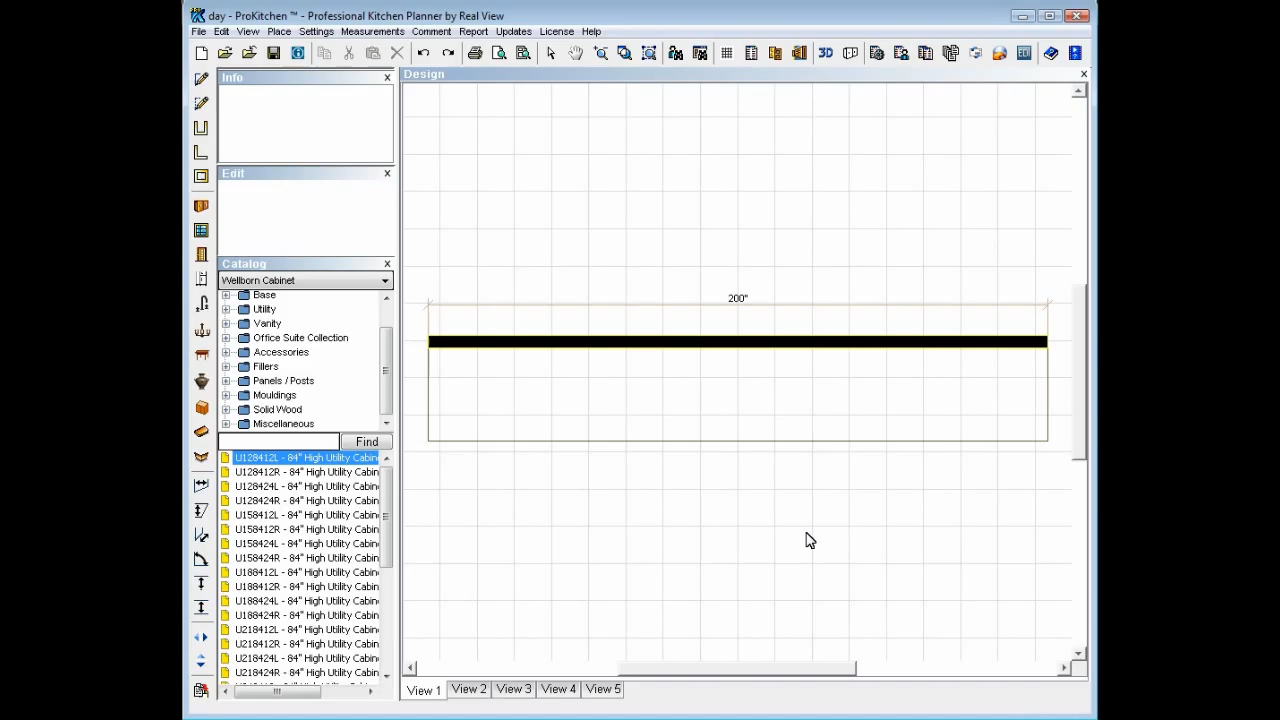 day - ProKitchen ™ - Professional Kitchen Planner by Real View
File Edit View Place Settings Measurements Comment Report Updates License Help
3D
Info
Design
Edit
Catalog
Wellborn Cabinet
Base
Utility
Vanity
Office Suite Collection
Accessories
Fillers
Panels / Posts
Mouldings
Solid Wood
Miscellaneous
Find
U128412L - 84" High Utility Cabin
U128412R - 84" High Utility Cabin
U128424L - 84" High Utility Cabin
U128424R - 84" High Utility Cabin
U158412L - 84" High Utility Cabin
U158412R - 84" High Utility Cabin
U158424L - 84" High Utility Cabin
U158424R - 84" High Utility Cabin
U188412L - 84" High Utility Cabin
U188412R - 84" High Utility Cabin
U188424L - 84" High Utility Cabin
U188424R - 84" High Utility Cabin
U218412L - 84" High Utility Cabin
U218412R - 84" High Utility Cabin
U218424L - 84" High Utility Cabin
U218424R - 84" High Utility Cabin
200"
View 1 View 2 View 3 View 4 View 5